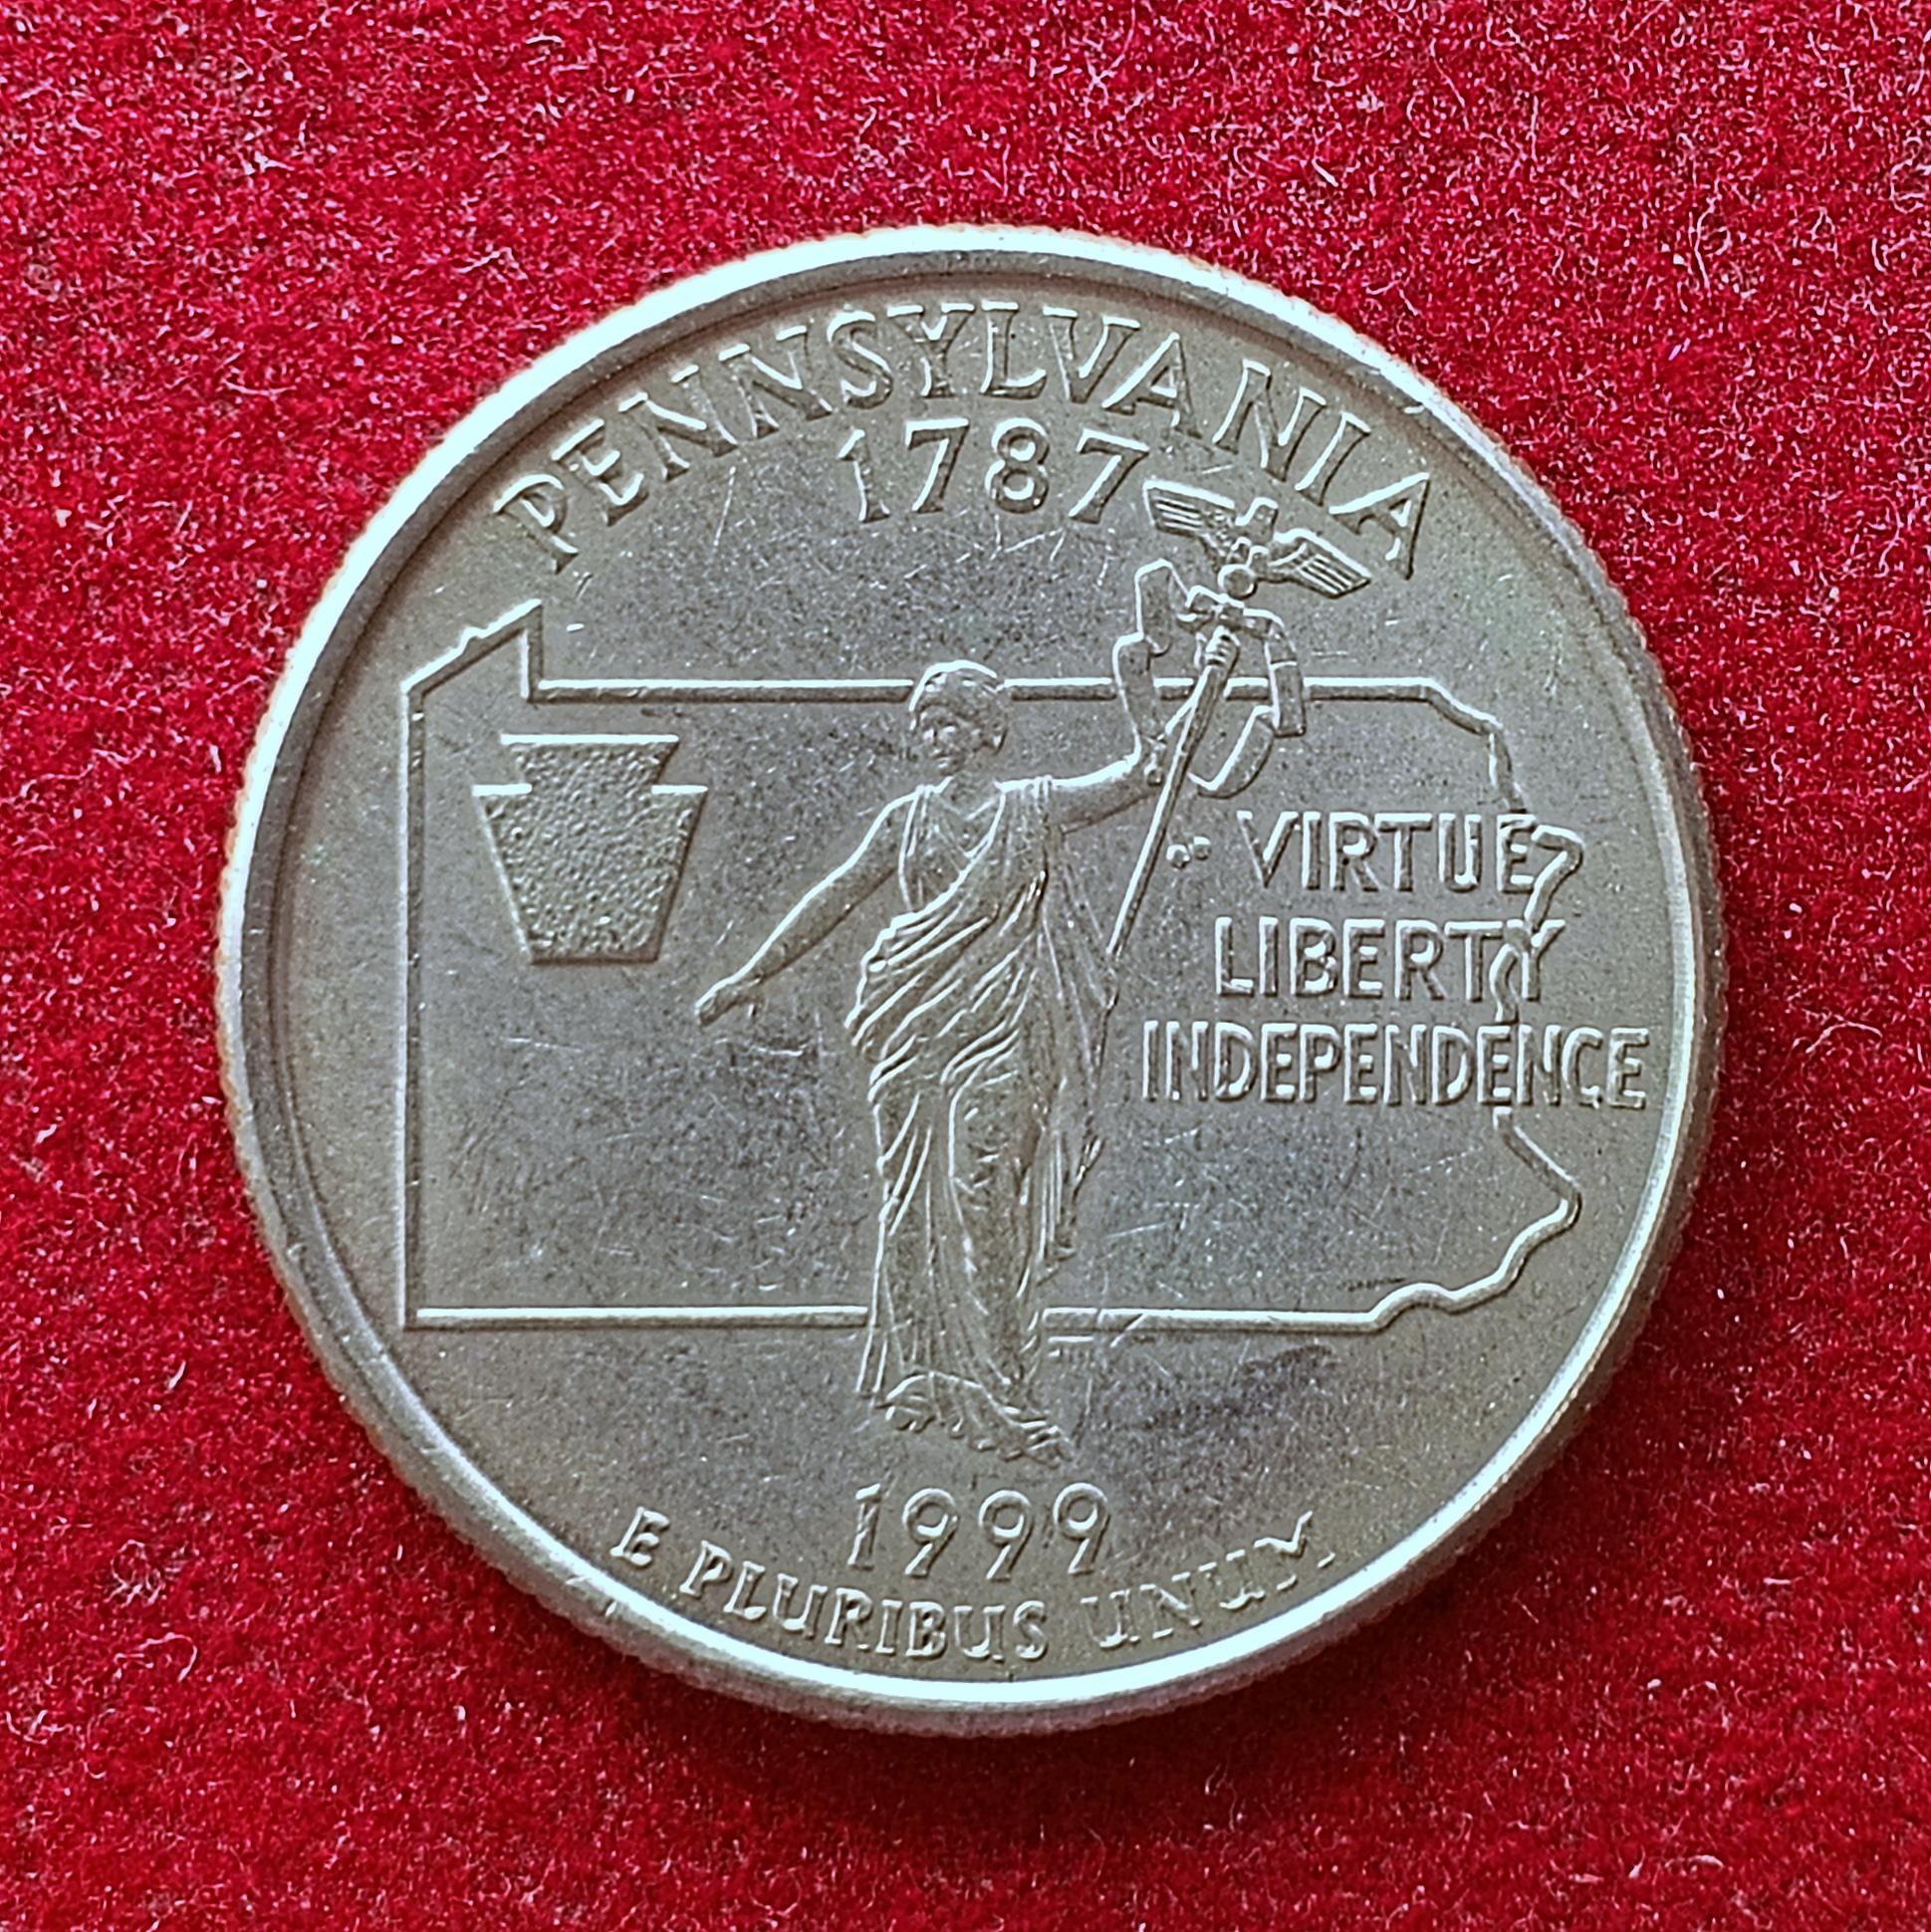 PENNSYLVANIA
1787
VIRTUE
LIBERTY
INDEPENDENCE
1999
E PLURIBUS UNUM